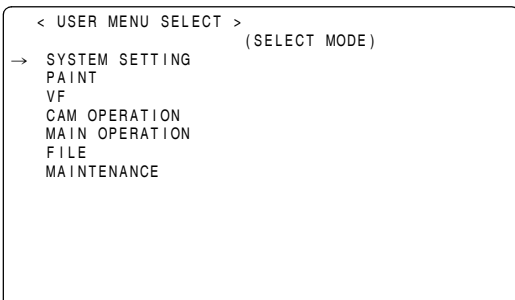 < USER MENU SELECT >
(SELECT MODE)
→ SYSTEM SETTING
PAINT
VF
CAM OPERATION
MAIN OPERATION
FILE
MAINTENANCE